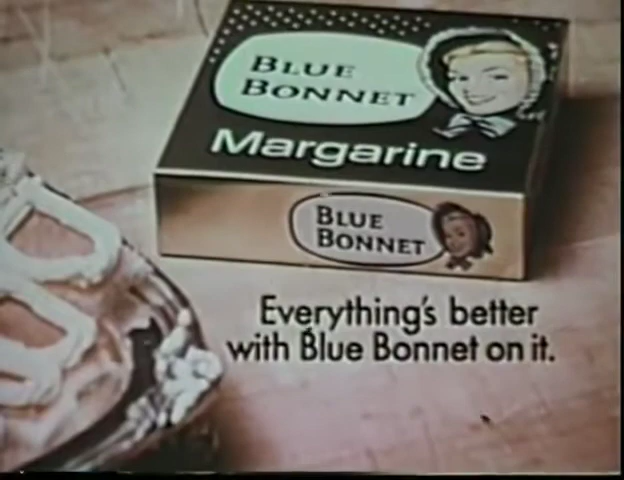 BLUE
BONNET
Margarine
BLUE
BONNET
Everything's better
with Blue Bonnet on it.